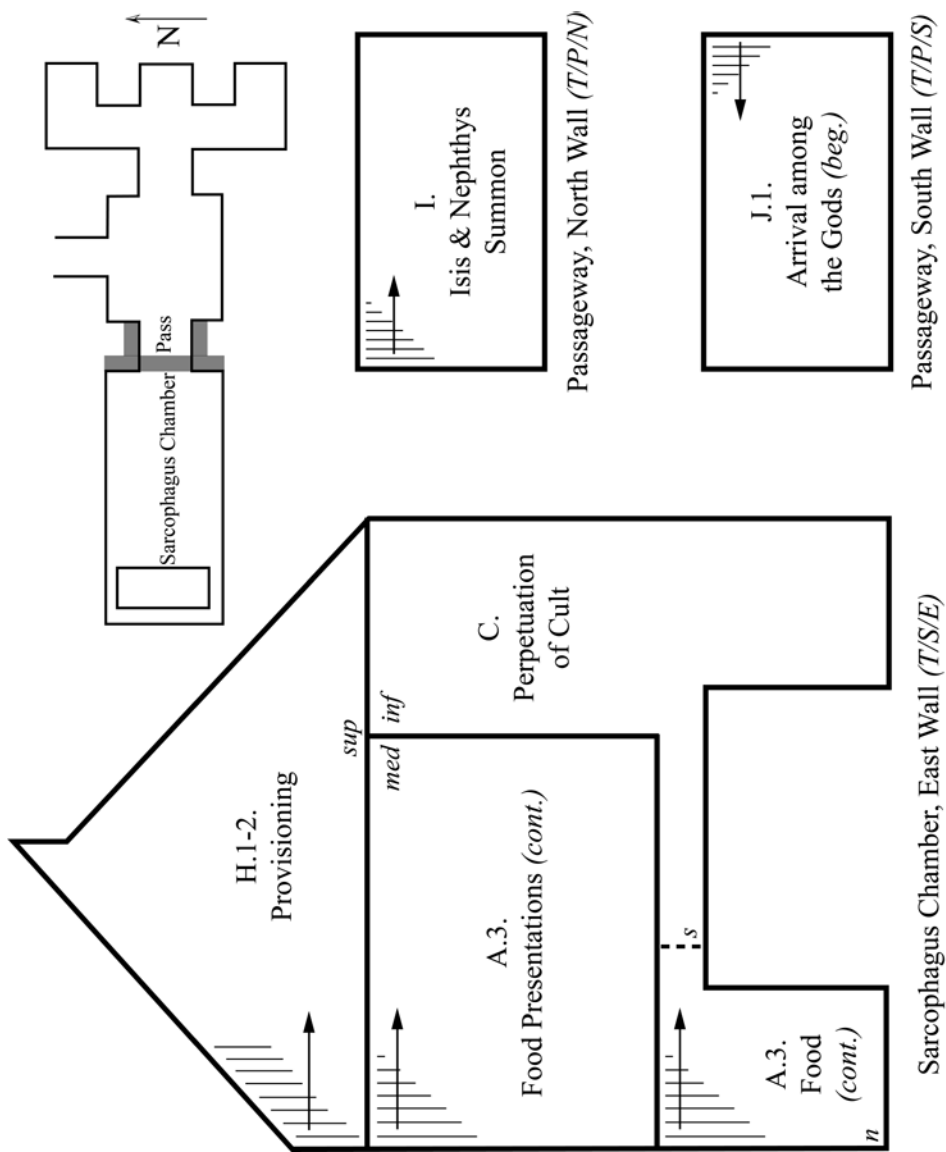 H.1-2.
Provisioning
sup
med
inf
A.3.
Food Presentations (cont.)
C.
Perpetuation
of Cult
s
A.3.
Food
(cont.)
n
Sarcophagus Chamber, East Wall (T/S/E)
Sarcophagus Chamber
Pass
N
I.
Isis & Nephthys
Summon
Passageway, North Wall (T/P/N)
J.1.
Arrival among
the Gods (beg.)
Passageway, South Wall (T/P/S)